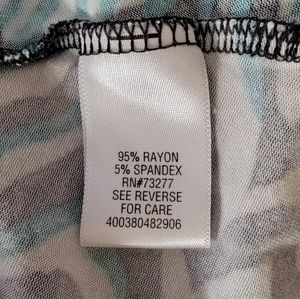 95% RAYON
5% SPANDEX
RN#73277
SEE REVERSE
FOR CARE
400380482906